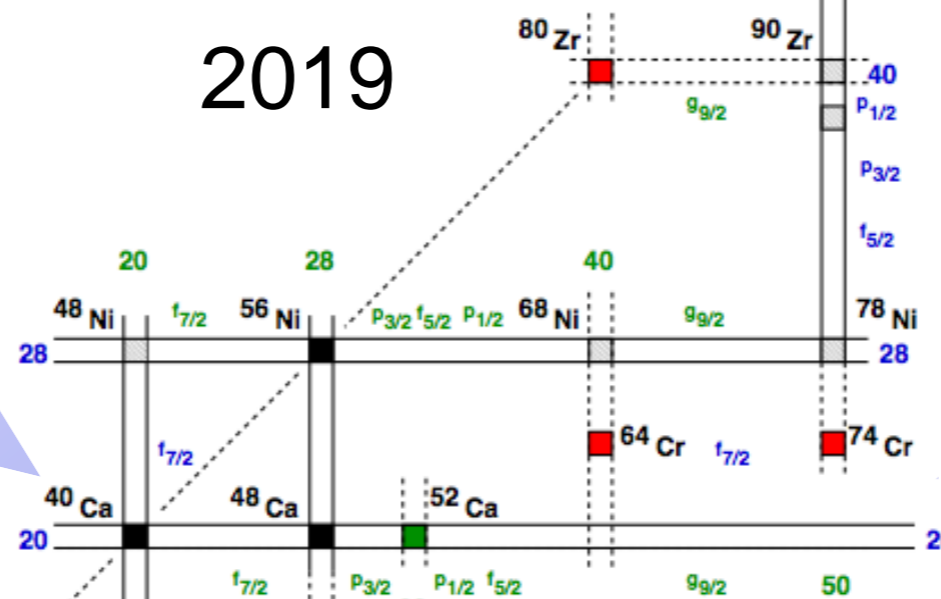 2019
80 Zr
90 Zr
40
g9/2
p1/2
p3/2
f5/2
20
28
40
48 Ni
f7/2
56 Ni
p3/2 f5/2 p1/2
68 Ni
g9/2
78 Ni
28
28
64 Cr
f7/2
74 Cr
f7/2
40 Ca
48 Ca
52 Ca
20
2
f7/2
p3/2
p1/2 f5/2
g9/2
50